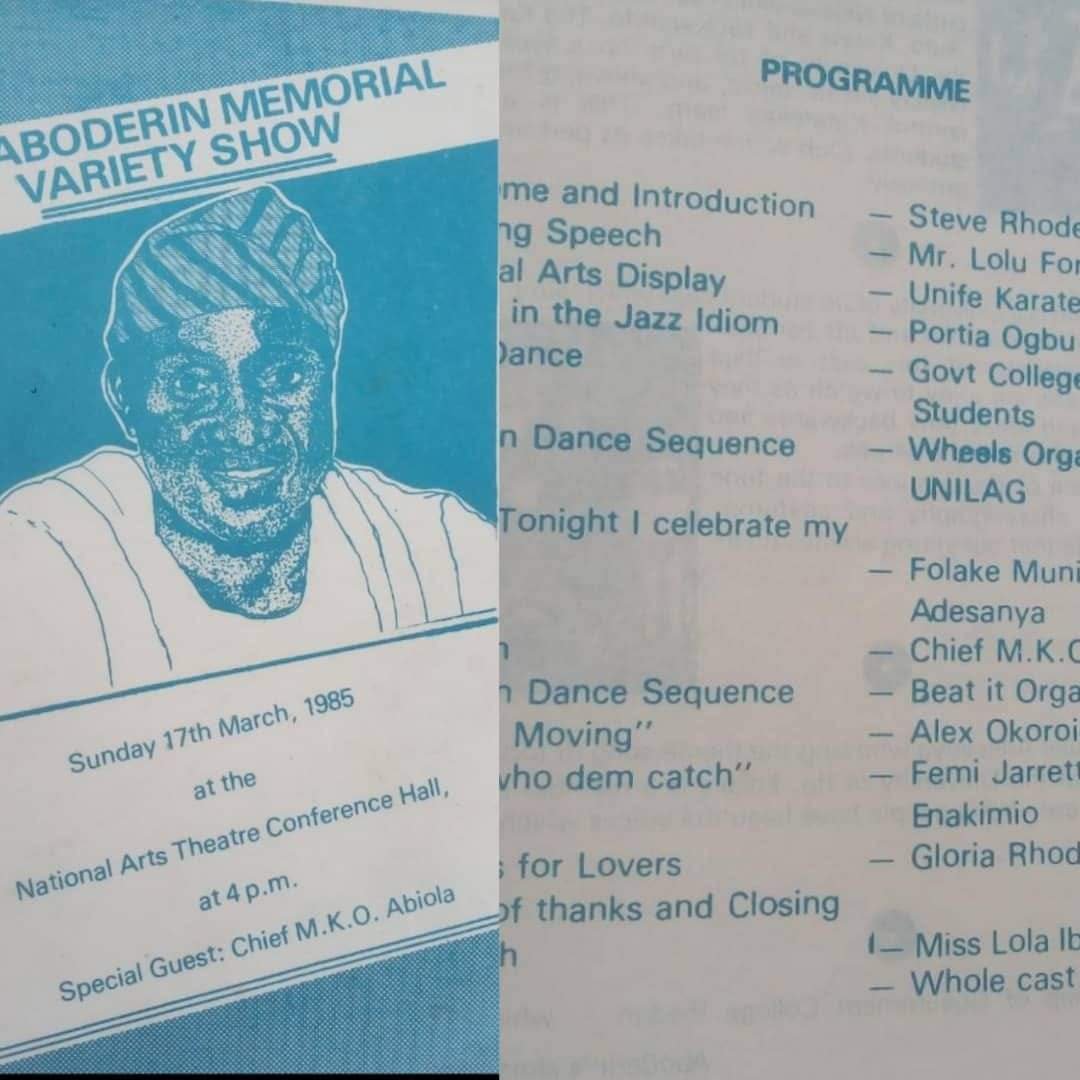 ABODERIN MEMORIAL
VARIETY SHOW
Sunday 17th March, 1985
at the
National Arts Theatre Conference Hall,
at 4 p.m.
Special Guest: Chief M.K.O. Abiola
PROGRAMME
ome and Introduction — Steve Rhode
ng Speech — Mr. Lolu For
al Arts Display — Unife Karate
in the Jazz Idiom — Portia Ogbu
Dance — Govt College
Students
n Dance Sequence — Wheels Orga
UNILAG
Tonight I celebrate my
— Folake Muni
Adesanya
n — Chief M.K.O
n Dance Sequence — Beat it Orga
Moving" — Alex Okoroi
who dem catch" — Femi Jarrett
Enakimio
s for Lovers — Gloria Rhod
of thanks and Closing
h — Miss Lola Ib
— Whole cast